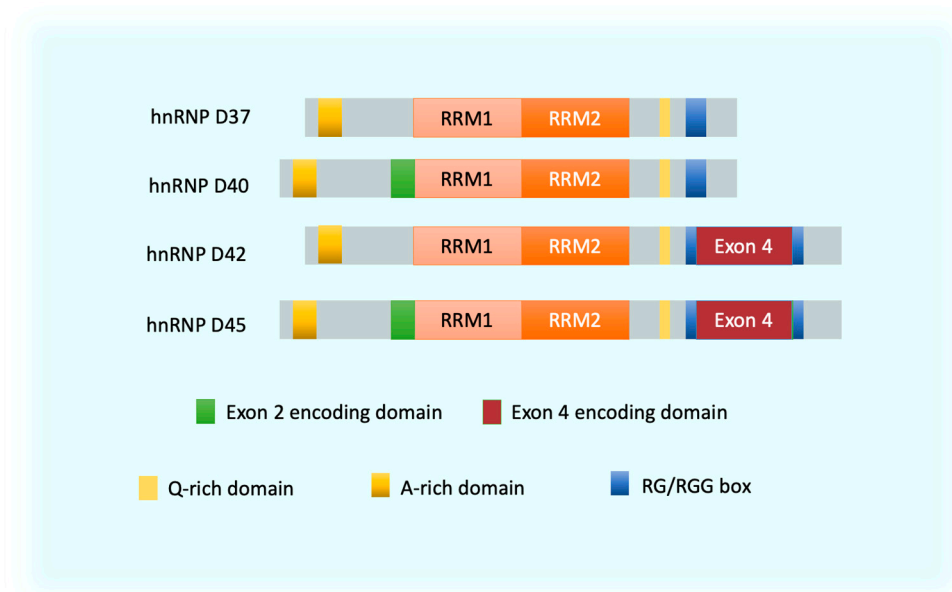 hnRNP D37 RRM1 RRM2
hnRNP D40 RRM1 RRM2
hnRNP D42 RRM1 RRM2 Exon 4
hnRNP D45 RRM1 RRM2 Exon 4
Exon 2 encoding domain Exon 4 encoding domain
Q-rich domain A-rich domain RG/RGG box